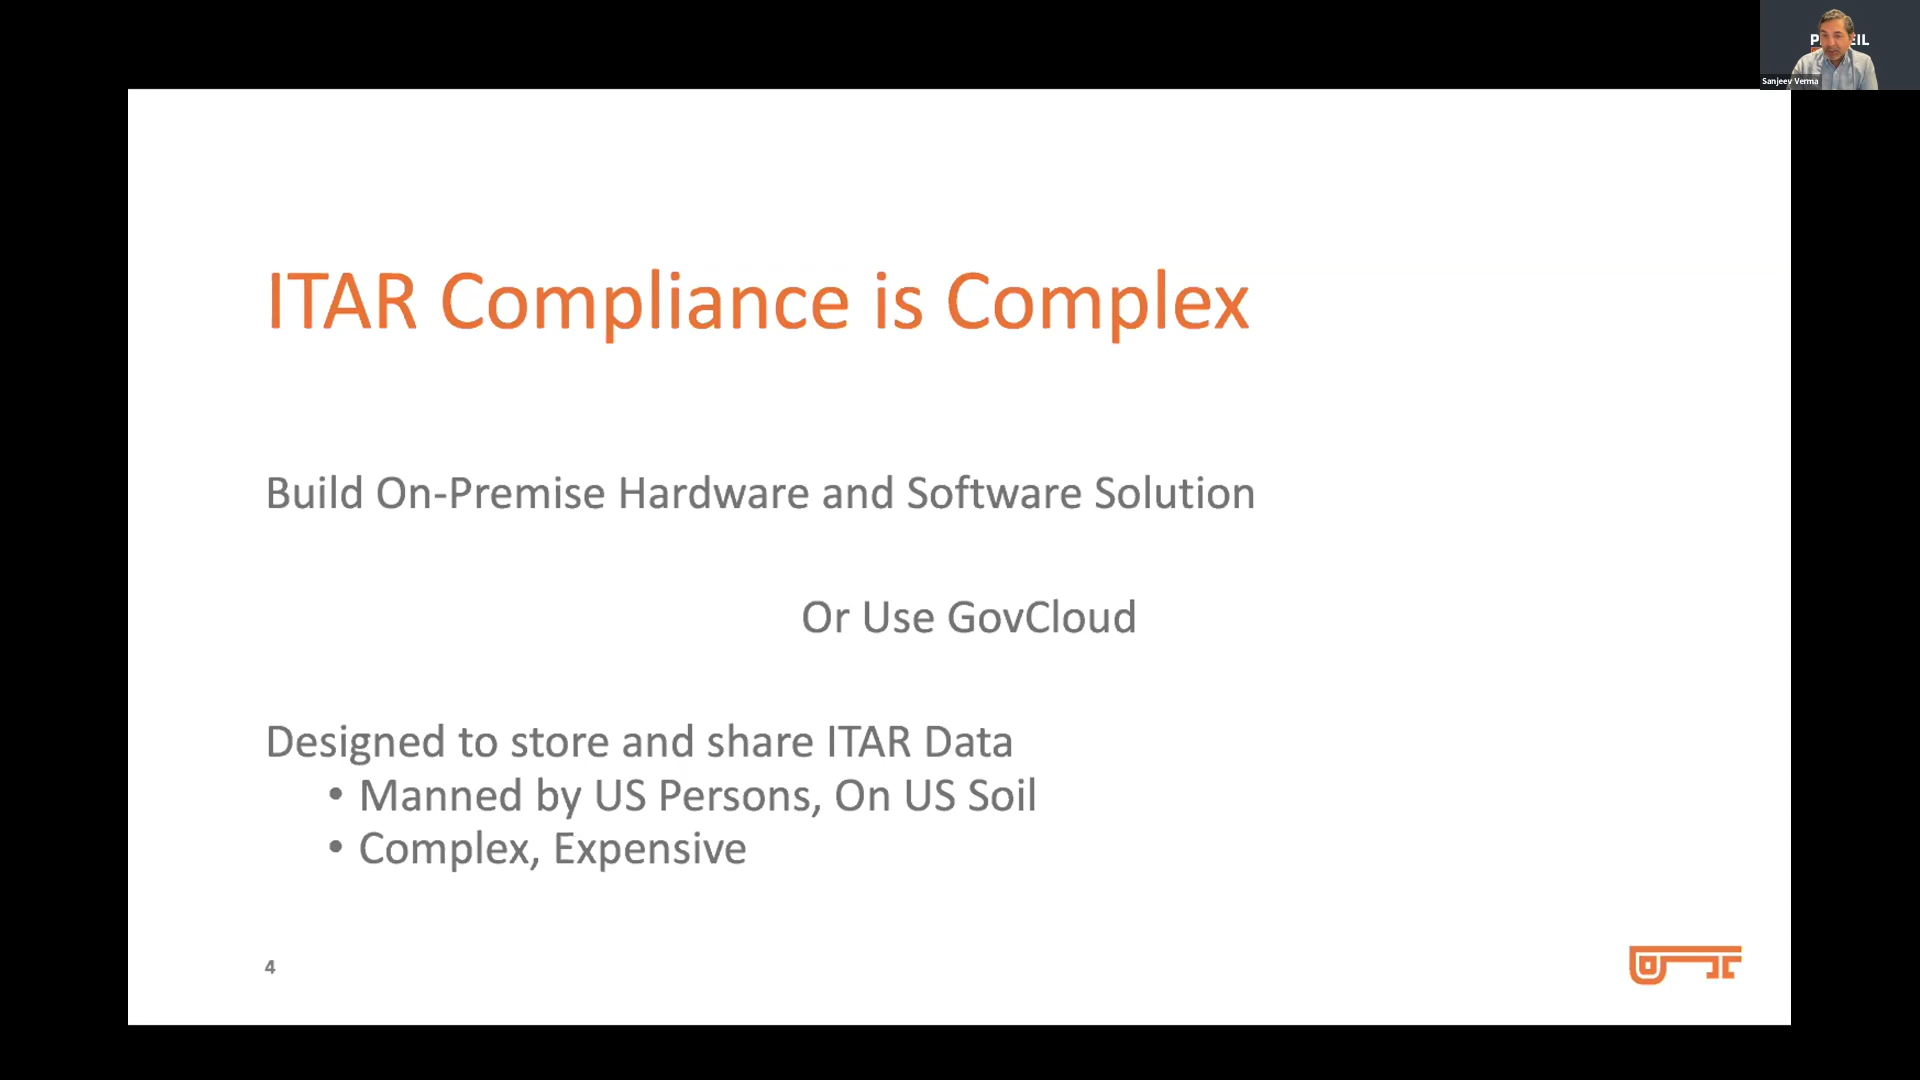 Sanjeev Verma
ITAR Compliance is Complex
Build On-Premise Hardware and Software Solution
Or Use GovCloud
Designed to store and share ITAR Data
• Manned by US Persons, On US Soil
• Complex, Expensive
4